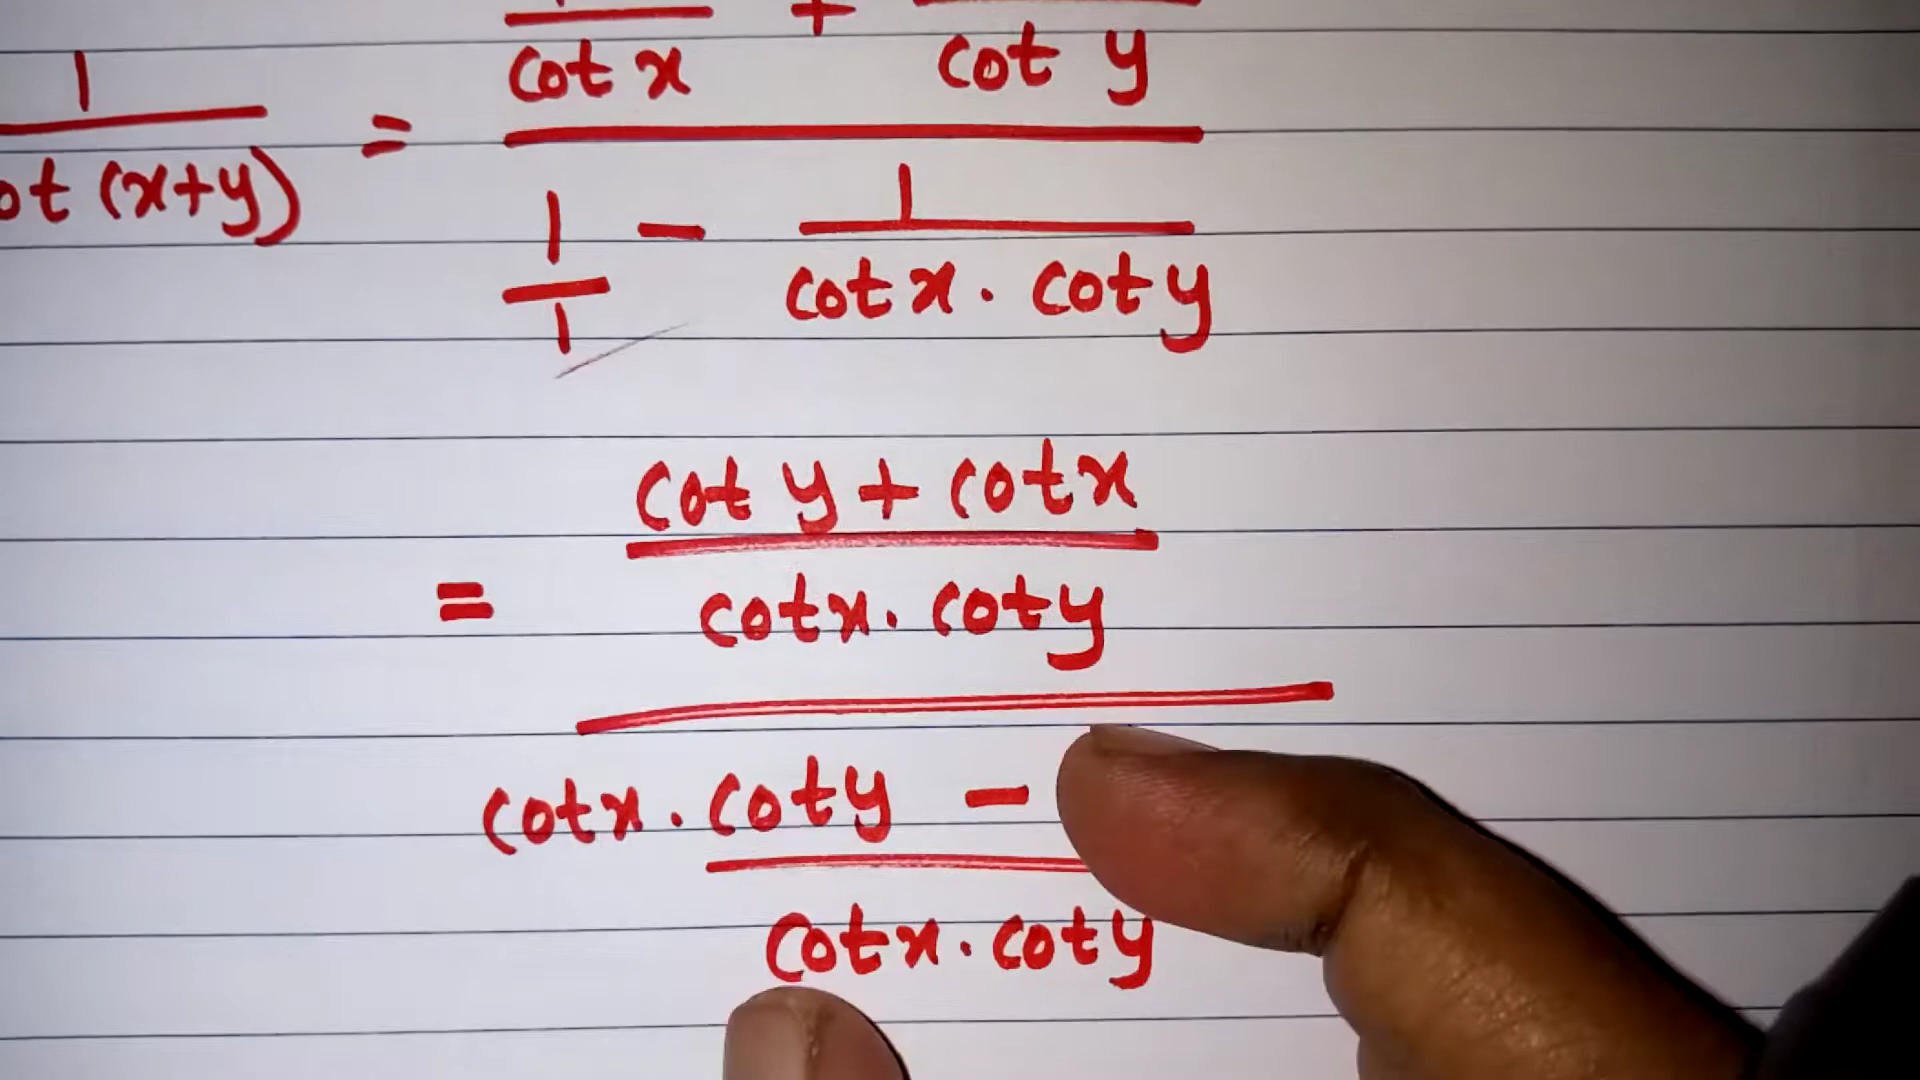 +
cot x cot y
1
ot (x+y) =
1/1 − 1/(cot x . cot y)
cot y + cot x
=
cot x . cot y
cot x . cot y −
cot x . cot y